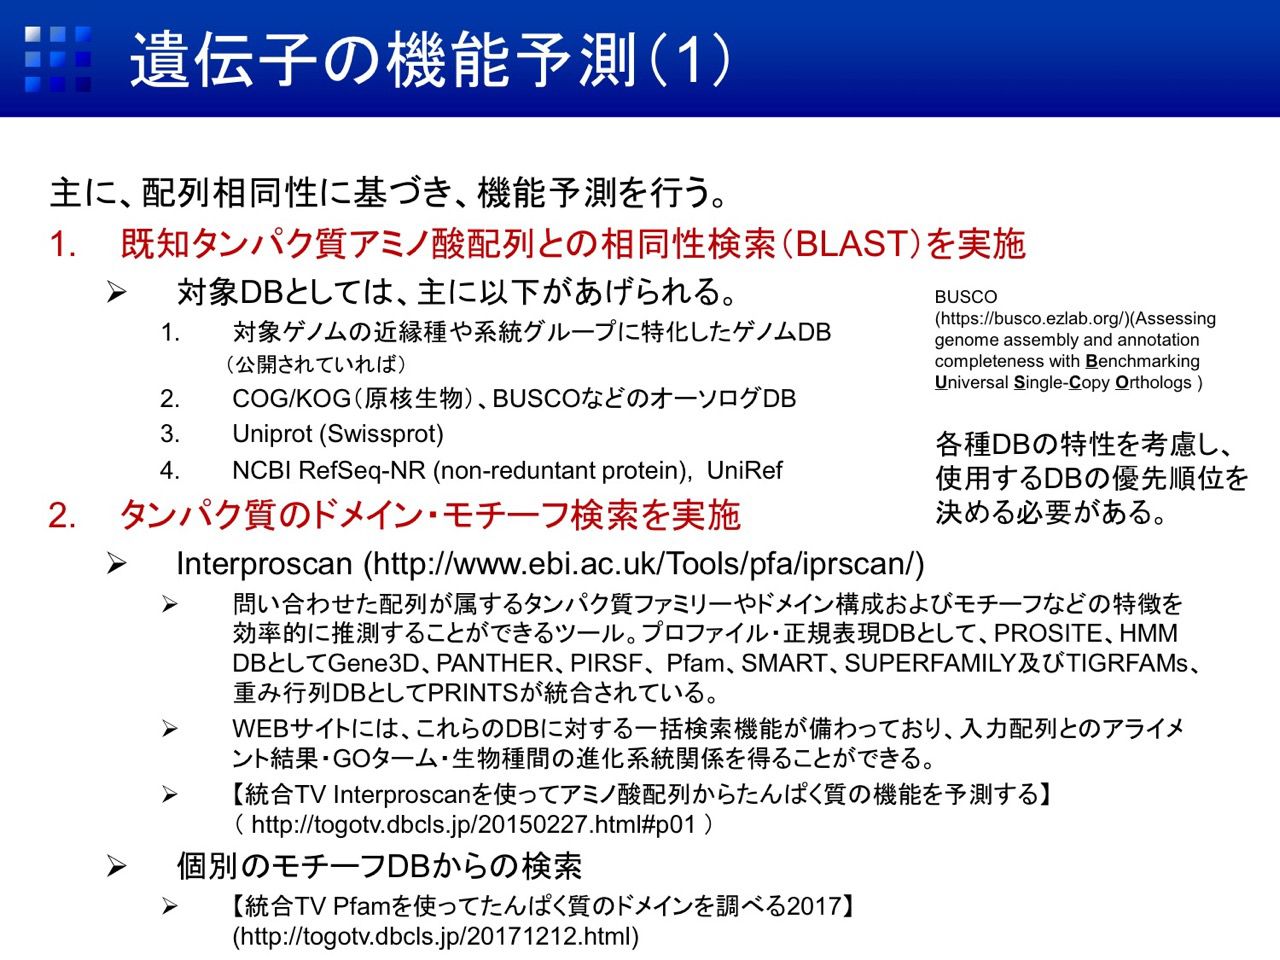 遺伝子の機能予測（1）
主に、配列相同性に基づき、機能予測を行う。
1. 既知タンパク質アミノ酸配列との相同性検索（BLAST）を実施
➢ 対象DBとしては、主に以下があげられる。
1. 対象ゲノムの近縁種や系統グループに特化したゲノムDB
（公開されていれば）
2. COG/KOG（原核生物）、BUSCOなどのオーソログDB
3. Uniprot (Swissprot)
4. NCBI RefSeq-NR (non-reduntant protein), UniRef
BUSCO
(https://busco.ezlab.org/)(Assessing
genome assembly and annotation
completeness with Benchmarking
Universal Single-Copy Orthologs )
各種DBの特性を考慮し、
使用するDBの優先順位を
決める必要がある。
2. タンパク質のドメイン・モチーフ検索を実施
➢ Interproscan (http://www.ebi.ac.uk/Tools/pfa/iprscan/)
➢ 問い合わせた配列が属するタンパク質ファミリーやドメイン構成およびモチーフなどの特徴を
効率的に推測することができるツール。プロファイル・正規表現DBとして、PROSITE、HMM
DBとしてGene3D、PANTHER、PIRSF、 Pfam、SMART、SUPERFAMILY及びTIGRFAMs、
重み行列DBとしてPRINTSが統合されている。
➢ WEBサイトには、これらのDBに対する一括検索機能が備わっており、入力配列とのアライメ
ント結果・GOターム・生物種間の進化系統関係を得ることができる。
➢ 【統合TV Interproscanを使ってアミノ酸配列からたんぱく質の機能を予測する】
（ http://togotv.dbcls.jp/20150227.html#p01 ）
➢ 個別のモチーフDBからの検索
➢ 【統合TV Pfamを使ってたんぱく質のドメインを調べる2017】
(http://togotv.dbcls.jp/20171212.html)